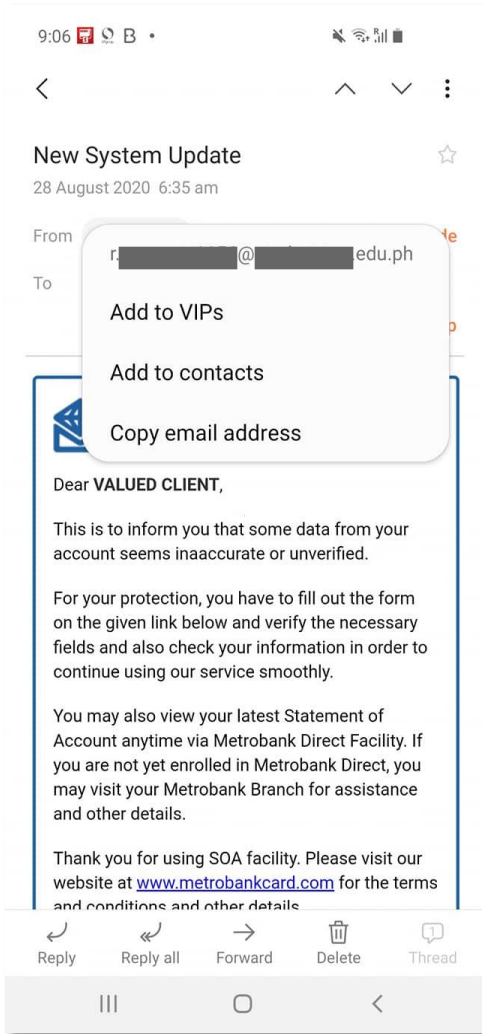 9:06
New System Update
28 August 2020 6:35 am
From
r. @ .edu.ph
To
Add to VIPs
Add to contacts
Copy email address
Dear VALUED CLIENT,
This is to inform you that some data from your
account seems inaaccurate or unverified.
For your protection, you have to fill out the form
on the given link below and verify the necessary
fields and also check your information in order to
continue using our service smoothly.
You may also view your latest Statement of
Account anytime via Metrobank Direct Facility. If
you are not yet enrolled in Metrobank Direct, you
may visit your Metrobank Branch for assistance
and other details.
Thank you for using SOA facility. Please visit our
website at www.metrobankcard.com for the terms
and conditions and other details
Reply Reply all Forward Delete Thread